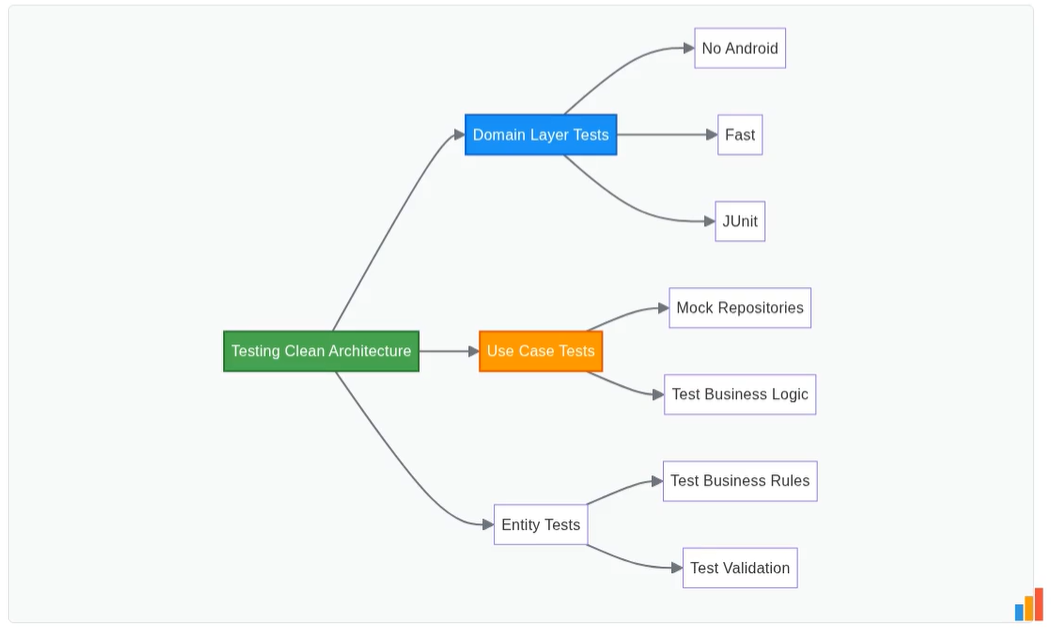 No Android
Domain Layer Tests
Fast
JUnit
Mock Repositories
Testing Clean Architecture
Use Case Tests
Test Business Logic
Test Business Rules
Entity Tests
Test Validation